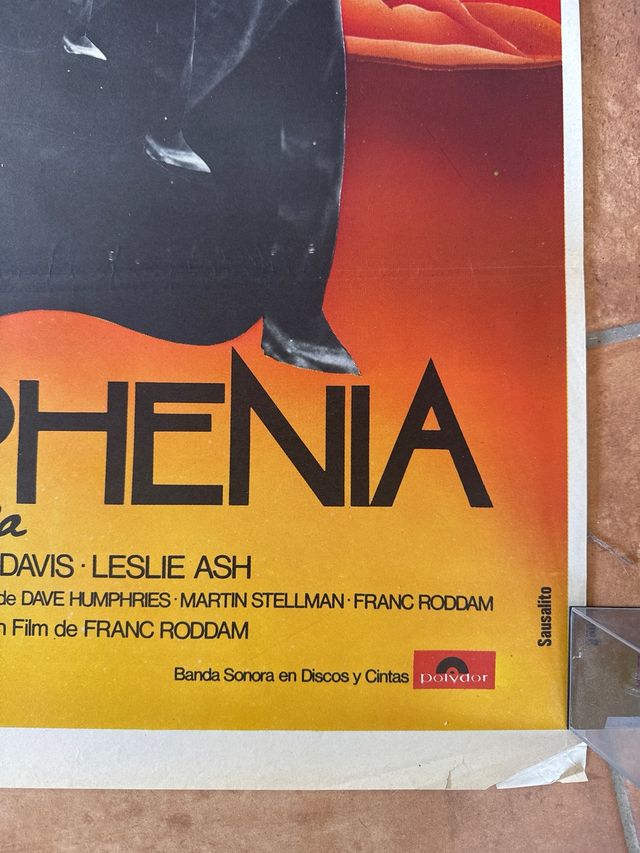 PHENIA
a
DAVIS · LESLIE ASH
de DAVE HUMPHRIES · MARTIN STELLMAN · FRANC RODDAM
n Film de FRANC RODDAM
Sausalito
Banda Sonora en Discos y Cintas polydor